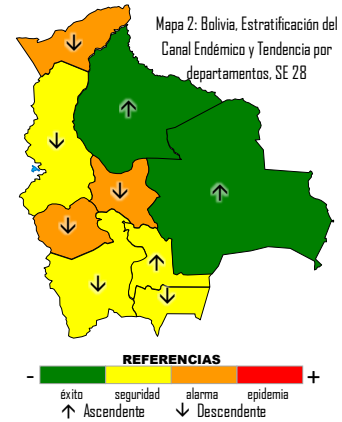 Mapa 2: Bolivia, Estratificación del
Canal Endémico y Tendencia por
departamentos, SE 28
REFERENCIAS
- +
éxito seguridad alarma epidemia
↑ Ascendente ↓ Descendente